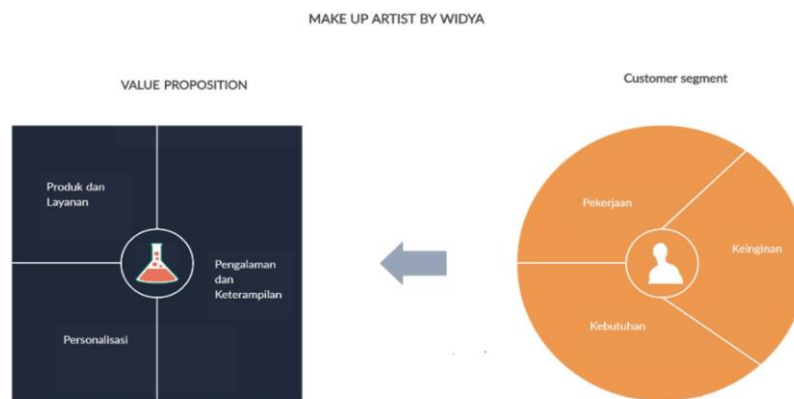 MAKE UP ARTIST BY WIDYA
VALUE PROPOSITION
Customer segment
Produk dan
Layanan
Pengalaman
dan
Keterampilan
Personalisasi
Pekerjaan
Keinginan
Kebutuhan